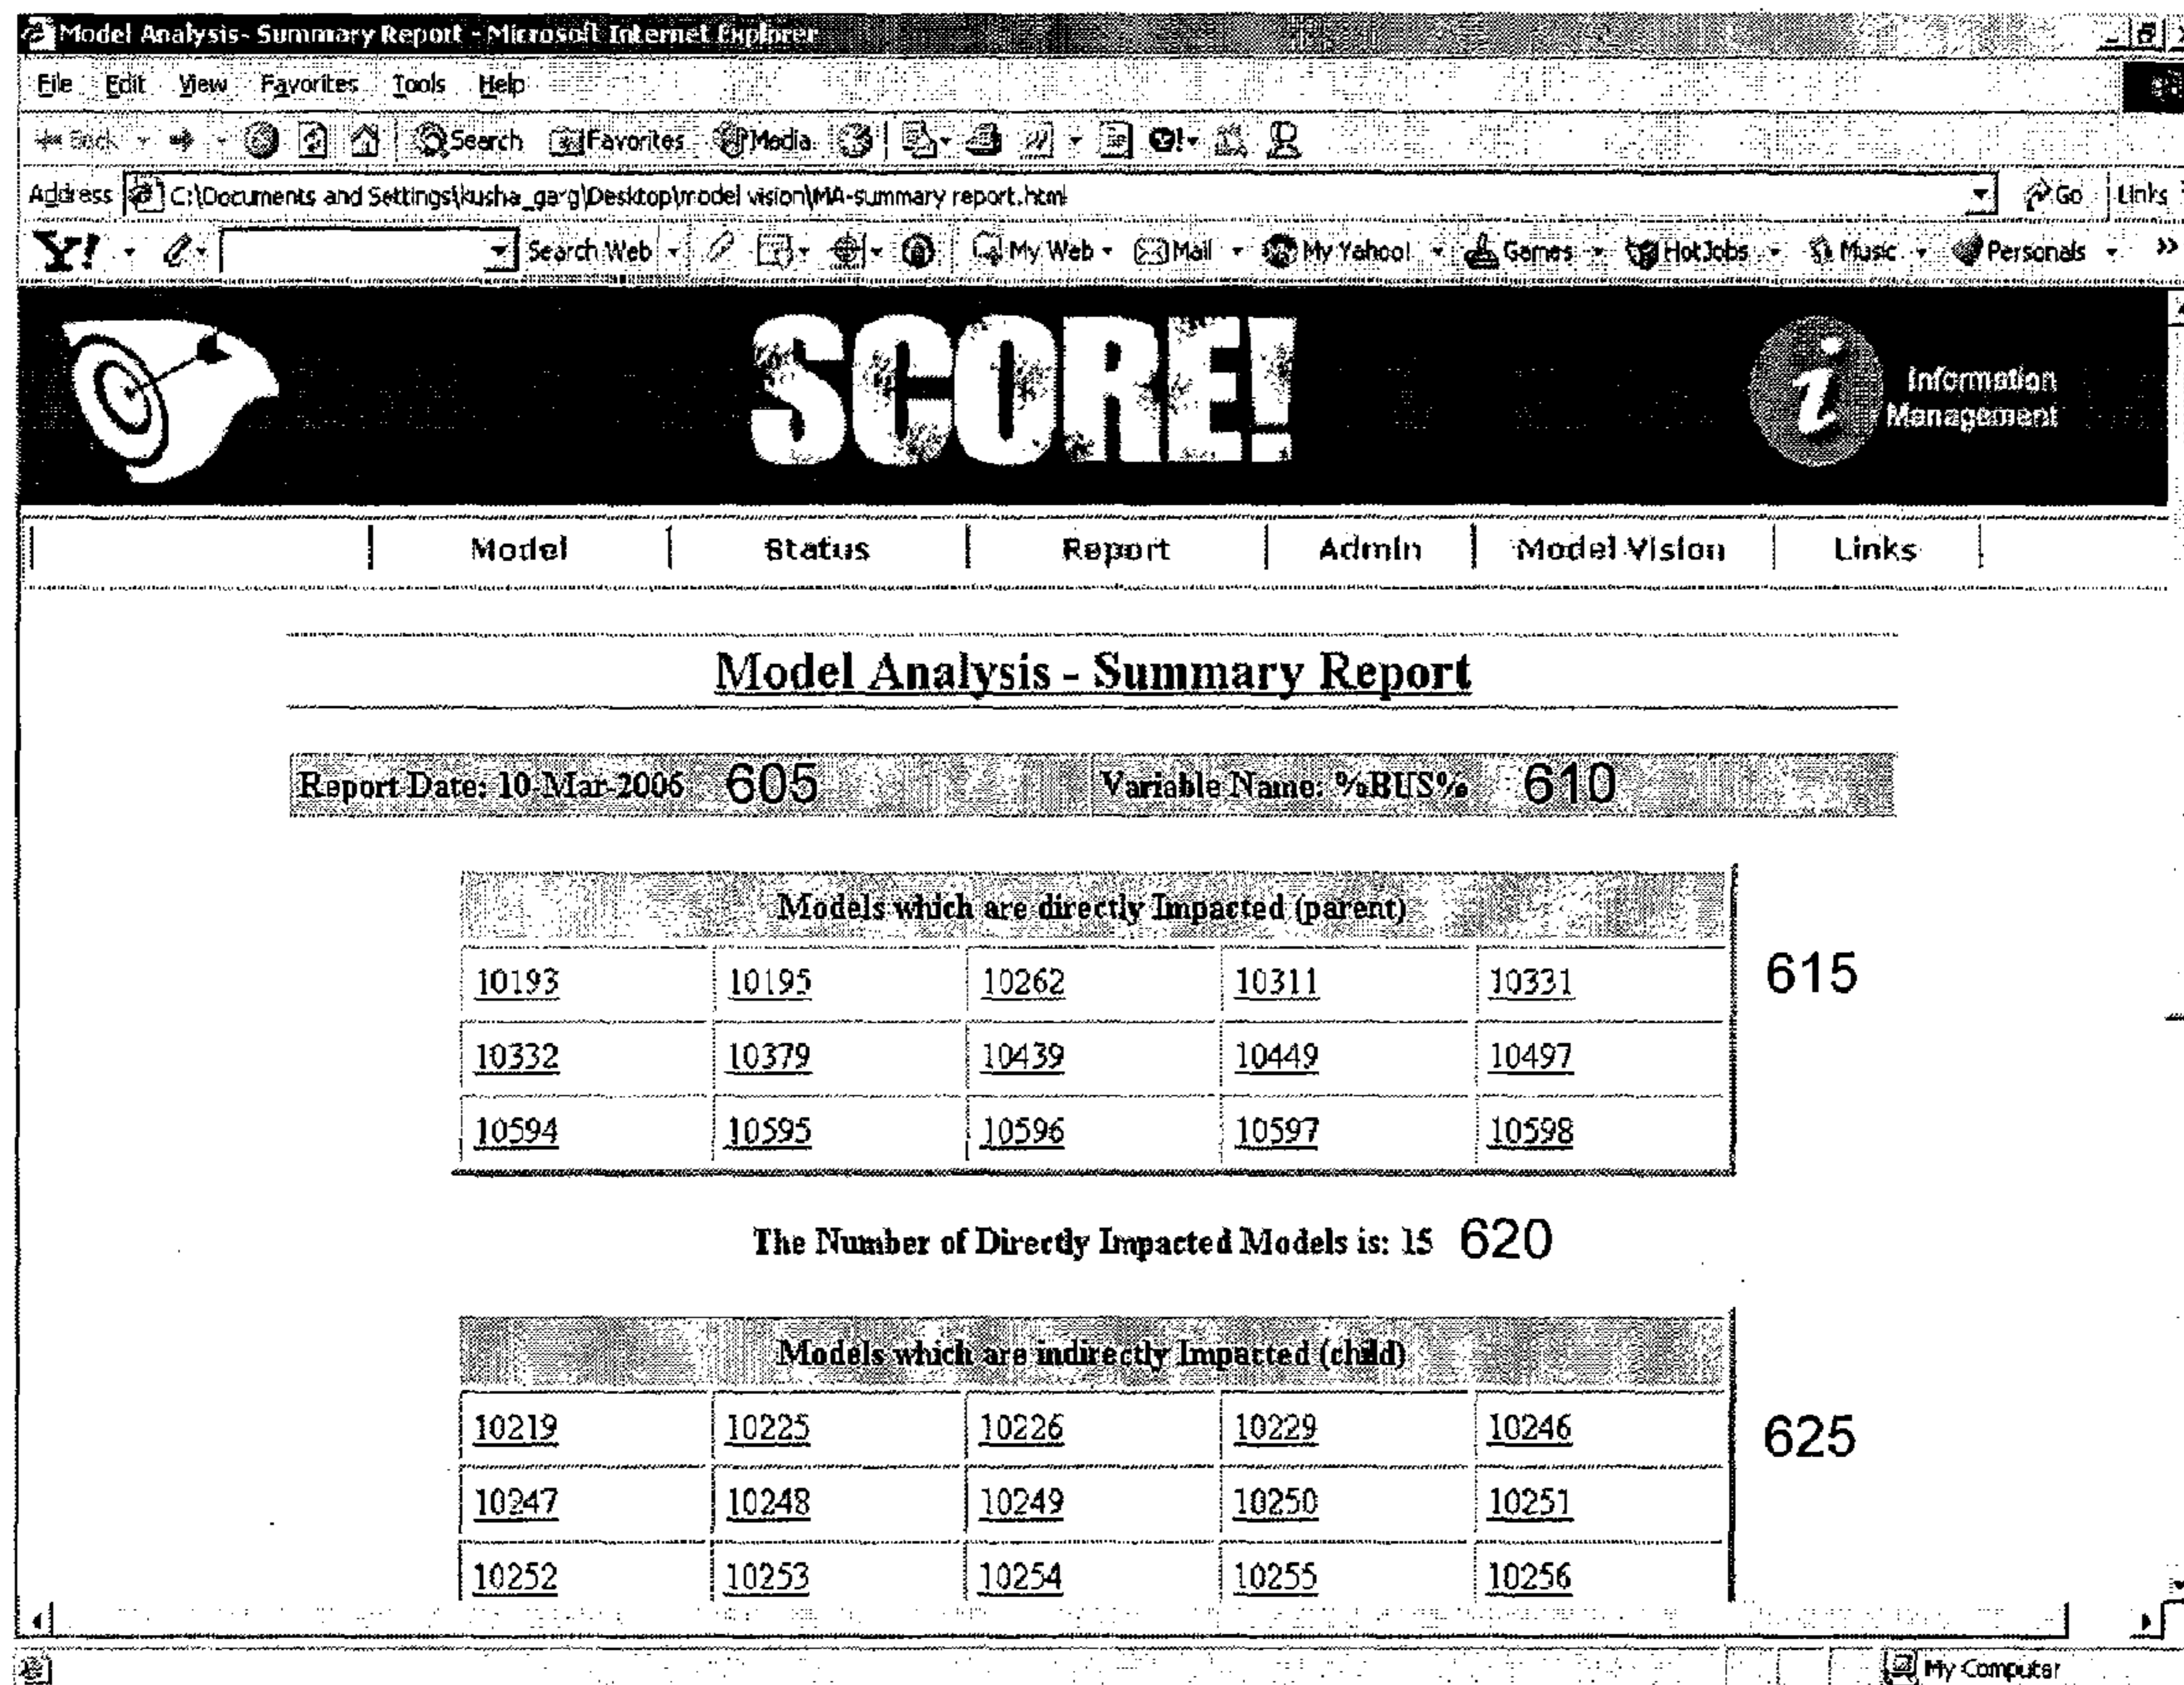 Model Analysis- Summary Report - Microsoft Internet Explorer
File Edit View Favorites Tools Help
Back Search Favorites Media
Address C:\Documents and Settings\kusha_garg\Desktop\model vision\MA-summary report.html Go Links
Y! Search Web My Web Mail My Yahoo! Games HotJobs Music Personals »
SCORE!
i Information
Management
Model Status Report Admin Model Vision Links
Model Analysis - Summary Report
Report Date: 10-Mar-2006 605 Variable Name: %BUS% 610
Models which are directly Impacted (parent)
10193 10195 10262 10311 10331 615
10332 10379 10439 10449 10497
10594 10595 10596 10597 10598
The Number of Directly Impacted Models is: 15 620
Models which are indirectly Impacted (child)
10219 10225 10226 10229 10246 625
10247 10248 10249 10250 10251
10252 10253 10254 10255 10256
My Computer